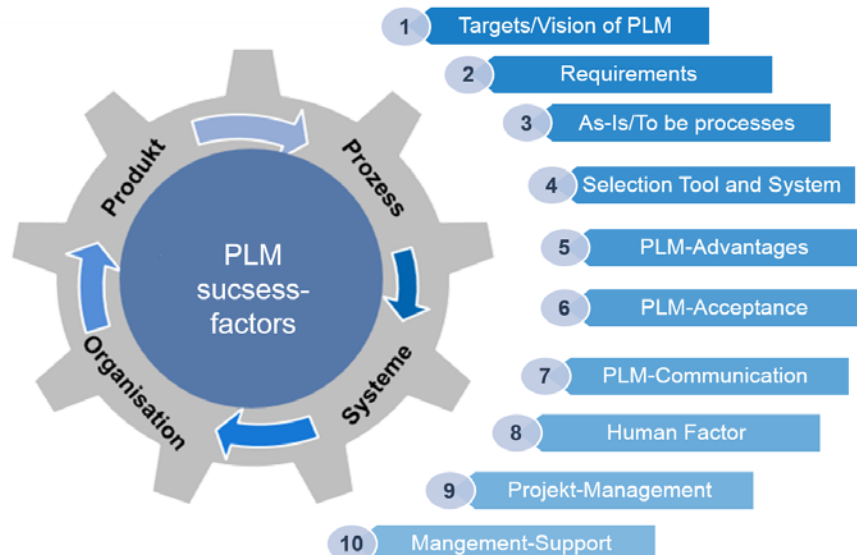 1 Targets/Vision of PLM
2 Requirements
3 As-Is/To be processes
4 Selection Tool and System
5 PLM-Advantages
6 PLM-Acceptance
7 PLM-Communication
8 Human Factor
9 Projekt-Management
10 Mangement-Support
PLM
sucsess-
factors
Produkt
Prozess
Systeme
Organisation